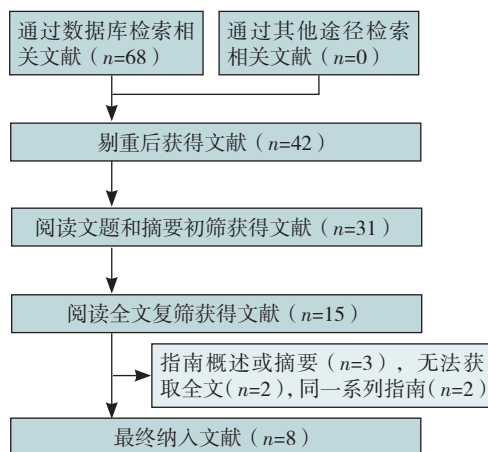 通过数据库检索相
关文献（n=68）
通过其他途径检索
相关文献（n=0）
剔重后获得文献（n=42）
阅读文题和摘要初筛获得文献（n=31）
阅读全文复筛获得文献（n=15）
指南概述或摘要（n=3），无法获
取全文（n=2），同一系列指南（n=2）
最终纳入文献（n=8）